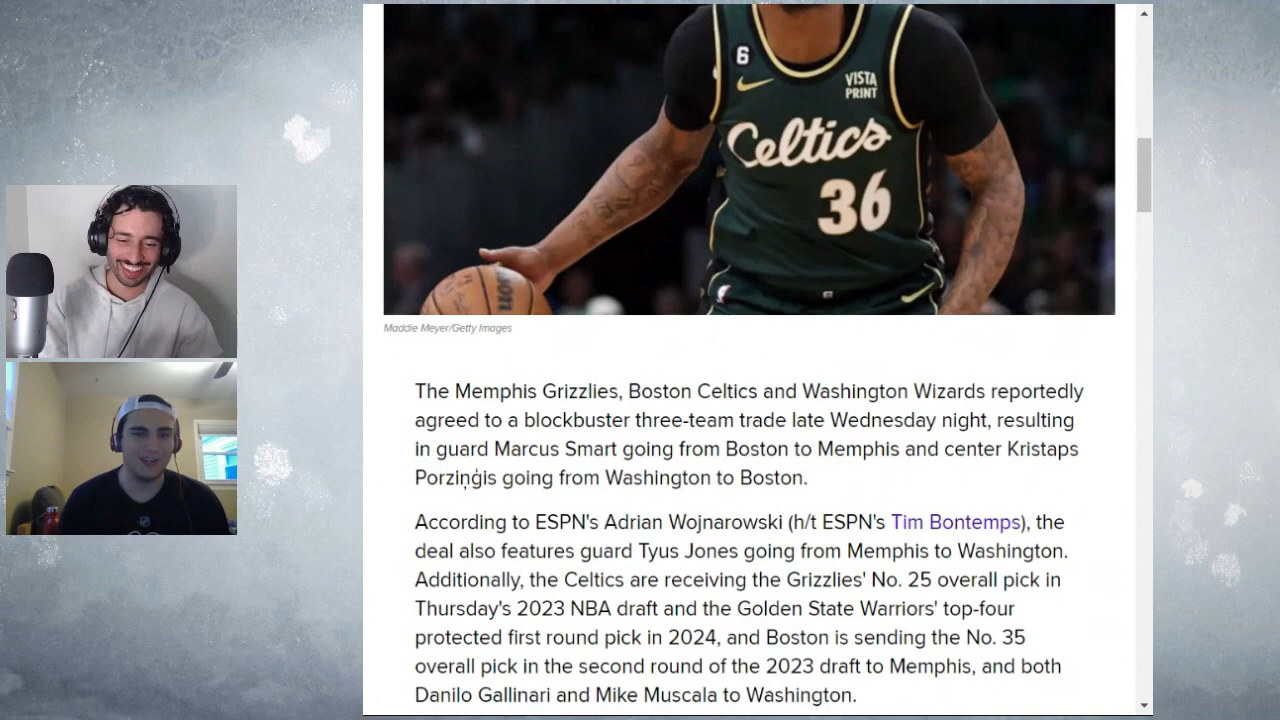 6
VISTA
PRINT
Celtics
36
Maddie Meyer/Getty Images
The Memphis Grizzlies, Boston Celtics and Washington Wizards reportedly
agreed to a blockbuster three-team trade late Wednesday night, resulting
in guard Marcus Smart going from Boston to Memphis and center Kristaps
Porziņģis going from Washington to Boston.
According to ESPN's Adrian Wojnarowski (h/t ESPN's Tim Bontemps), the
deal also features guard Tyus Jones going from Memphis to Washington.
Additionally, the Celtics are receiving the Grizzlies' No. 25 overall pick in
Thursday's 2023 NBA draft and the Golden State Warriors' top-four
protected first round pick in 2024, and Boston is sending the No. 35
overall pick in the second round of the 2023 draft to Memphis, and both
Danilo Gallinari and Mike Muscala to Washington.